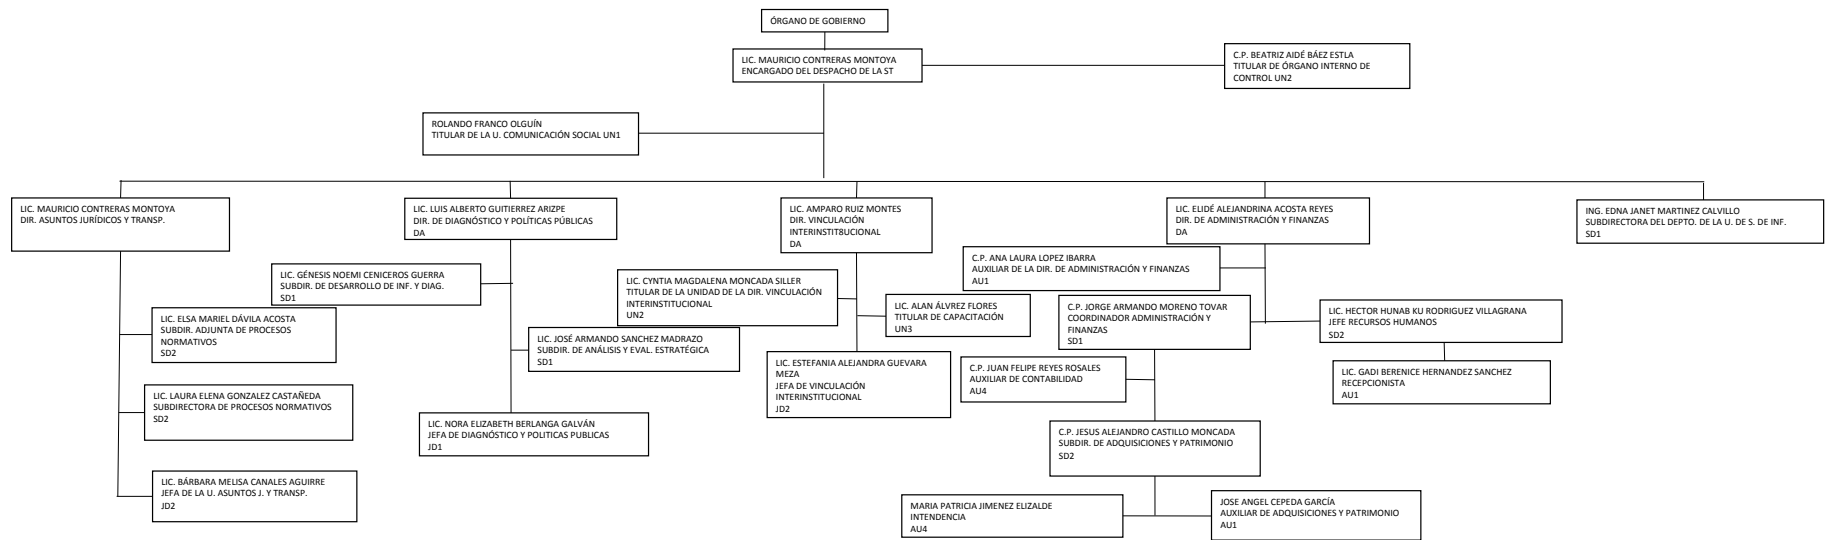 ÓRGANO DE GOBIERNO
LIC. MAURICIO CONTRERAS MONTOYA
ENCARGADO DEL DESPACHO DE LA ST
C.P. BEATRIZ AIDÉ BÁEZ ESTLA
TITULAR DE ÓRGANO INTERNO DE
CONTROL UN2
ROLANDO FRANCO OLGUÍN
TITULAR DE LA U. COMUNICACIÓN SOCIAL UN1
LIC. MAURICIO CONTRERAS MONTOYA
DIR. ASUNTOS JURÍDICOS Y TRANSP.
LIC. LUIS ALBERTO GUITIERREZ ARIZPE
DIR. DE DIAGNÓSTICO Y POLÍTICAS PÚBLICAS
DA
LIC. AMPARO RUIZ MONTES
DIR. VINCULACIÓN
INTERINSTIT8UCIONAL
DA
LIC. ELIDÉ ALEJANDRINA ACOSTA REYES
DIR. DE ADMINISTRACIÓN Y FINANZAS
DA
ING. EDNA JANET MARTINEZ CALVILLO
SUBDIRECTORA DEL DEPTO. DE LA U. DE S. DE INF.
SD1
LIC. GÉNESIS NOEMI CENICEROS GUERRA
SUBDIR. DE DESARROLLO DE INF. Y DIAG.
SD1
LIC. CYNTIA MAGDALENA MONCADA SILLER
TITULAR DE LA UNIDAD DE LA DIR. VINCULACIÓN
INTERINSTITUCIONAL
UN2
C.P. ANA LAURA LOPEZ IBARRA
AUXILIAR DE LA DIR. DE ADMINISTRACIÓN Y FINANZAS
AU1
LIC. ELSA MARIEL DÁVILA ACOSTA
SUBDIR. ADJUNTA DE PROCESOS
NORMATIVOS
SD2
LIC. JOSÉ ARMANDO SANCHEZ MADRAZO
SUBDIR. DE ANÁLISIS Y EVAL. ESTRATÉGICA
SD1
LIC. ALAN ÁLVREZ FLORES
TITULAR DE CAPACITACIÓN
UN3
C.P. JORGE ARMANDO MORENO TOVAR
COORDINADOR ADMINISTRACIÓN Y
FINANZAS
SD1
LIC. HECTOR HUNAB KU RODRIGUEZ VILLAGRANA
JEFE RECURSOS HUMANOS
SD2
LIC. ESTEFANIA ALEJANDRA GUEVARA
MEZA
JEFA DE VINCULACIÓN
INTERINSTITUCIONAL
JD2
C.P. JUAN FELIPE REYES ROSALES
AUXILIAR DE CONTABILIDAD
AU4
LIC. GADI BERENICE HERNANDEZ SANCHEZ
RECEPCIONISTA
AU1
LIC. LAURA ELENA GONZALEZ CASTAÑEDA
SUBDIRECTORA DE PROCESOS NORMATIVOS
SD2
LIC. NORA ELIZABETH BERLANGA GALVÁN
JEFA DE DIAGNÓSTICO Y POLITICAS PUBLICAS
JD1
C.P. JESUS ALEJANDRO CASTILLO MONCADA
SUBDIR. DE ADQUISICIONES Y PATRIMONIO
SD2
LIC. BÁRBARA MELISA CANALES AGUIRRE
JEFA DE LA U. ASUNTOS J. Y TRANSP.
JD2
MARIA PATRICIA JIMENEZ ELIZALDE
INTENDENCIA
AU4
JOSE ANGEL CEPEDA GARCÍA
AUXILIAR DE ADQUISICIONES Y PATRIMONIO
AU1